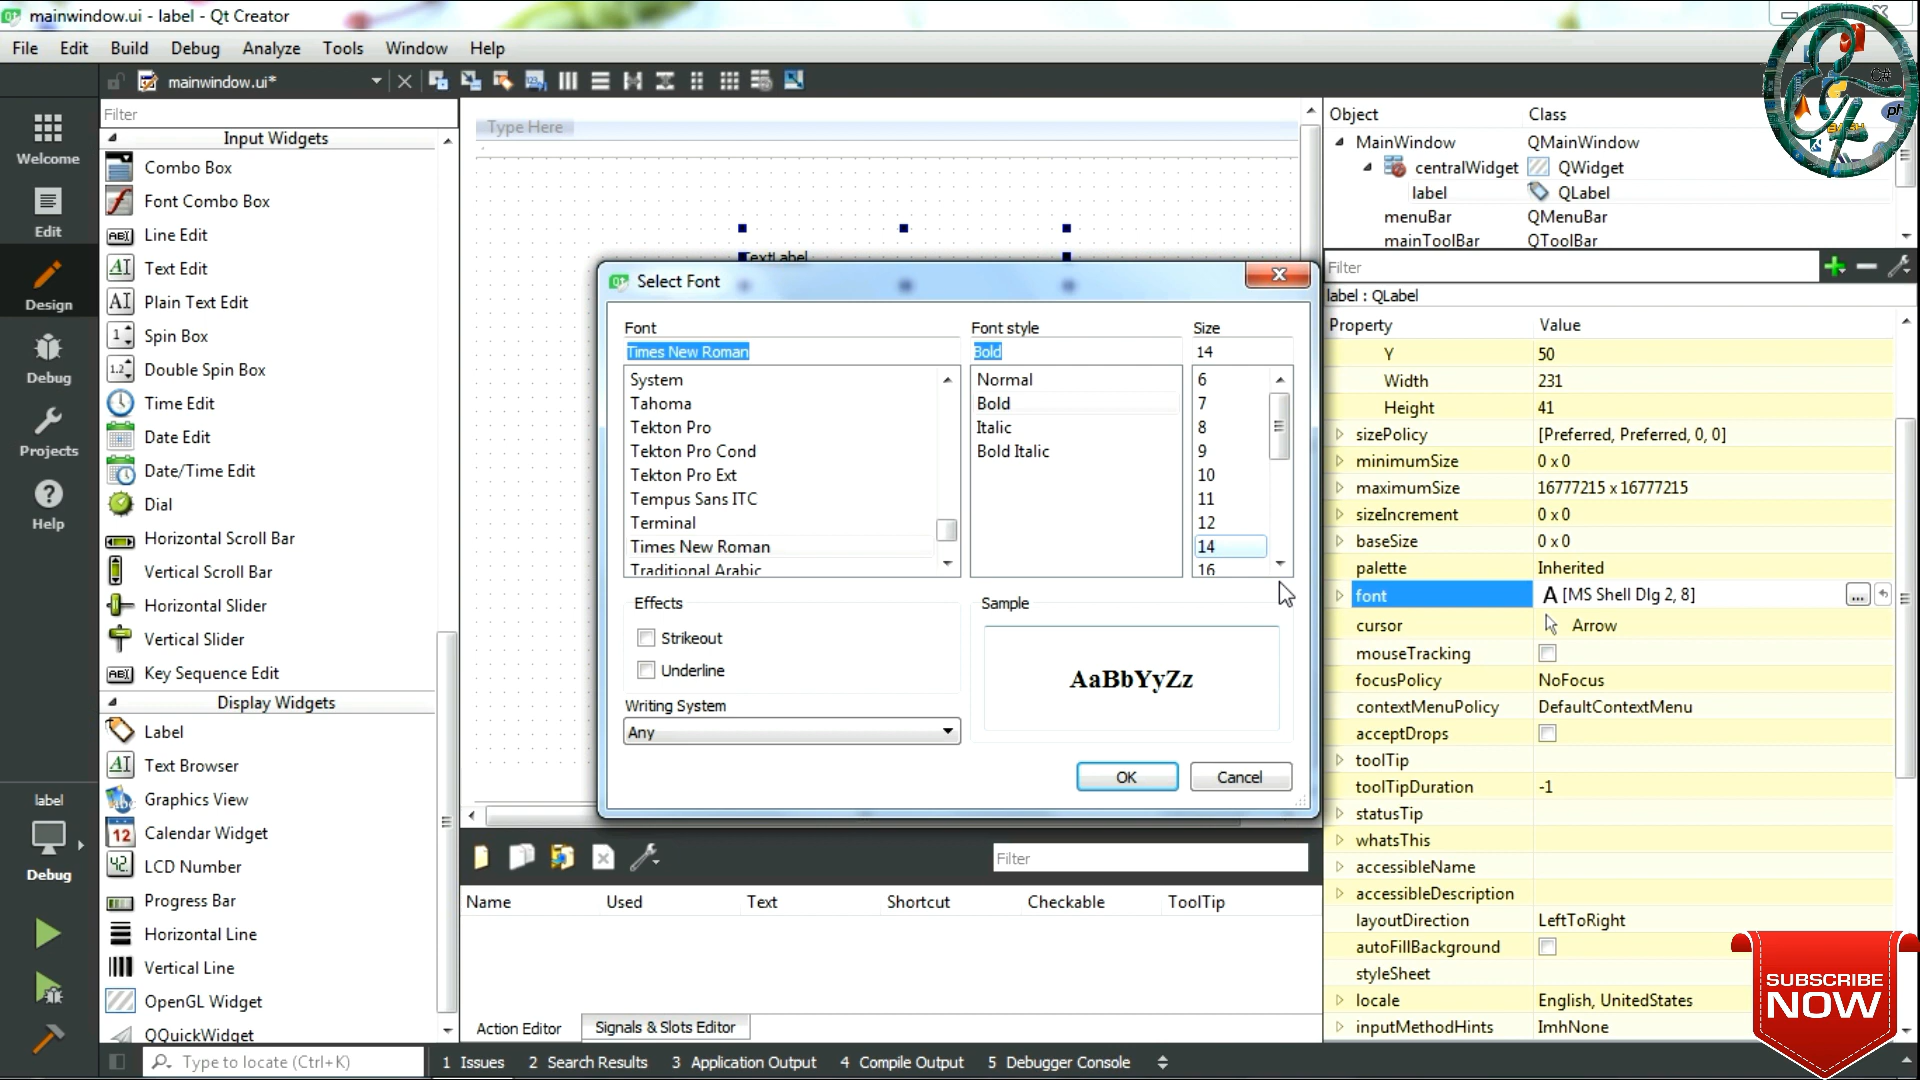 mainwindow.ui - label - Qt Creator
File Edit Build Debug Analyze Tools Window Help
mainwindow.ui*
Welcome
Edit
Design
Debug
Projects
Help
label
Debug
Filter
Input Widgets
Combo Box
Font Combo Box
Line Edit
Text Edit
Plain Text Edit
Spin Box
Double Spin Box
Time Edit
Date Edit
Date/Time Edit
Dial
Horizontal Scroll Bar
Vertical Scroll Bar
Horizontal Slider
Vertical Slider
Key Sequence Edit
Display Widgets
Label
Text Browser
Graphics View
Calendar Widget
LCD Number
Progress Bar
Horizontal Line
Vertical Line
OpenGL Widget
QQuickWidget
Type Here
TextLabel
Select Font
Font
Times New Roman
System
Tahoma
Tekton Pro
Tekton Pro Cond
Tekton Pro Ext
Tempus Sans ITC
Terminal
Times New Roman
Traditional Arabic
Font style
Bold
Normal
Bold
Italic
Bold Italic
Size
14
6
7
8
9
10
11
12
14
16
Effects
Strikeout
Underline
Writing System
Any
Sample
AaBbYyZz
OK Cancel
Filter
Name Used Text Shortcut Checkable ToolTip
Action Editor Signals & Slots Editor
Object Class
MainWindow QMainWindow
centralWidget QWidget
label QLabel
menuBar QMenuBar
mainToolBar QToolBar
Filter
label : QLabel
Property Value
Y 50
Width 231
Height 41
sizePolicy [Preferred, Preferred, 0, 0]
minimumSize 0 x 0
maximumSize 16777215 x 16777215
sizeIncrement 0 x 0
baseSize 0 x 0
palette Inherited
font A [MS Shell Dlg 2, 8] ...
cursor Arrow
mouseTracking
focusPolicy NoFocus
contextMenuPolicy DefaultContextMenu
acceptDrops
toolTip
toolTipDuration -1
statusTip
whatsThis
accessibleName
accessibleDescription
layoutDirection LeftToRight
autoFillBackground
styleSheet
locale English, UnitedStates
inputMethodHints ImhNone
SUBSCRIBE
NOW
Type to locate (Ctrl+K) 1 Issues 2 Search Results 3 Application Output 4 Compile Output 5 Debugger Console